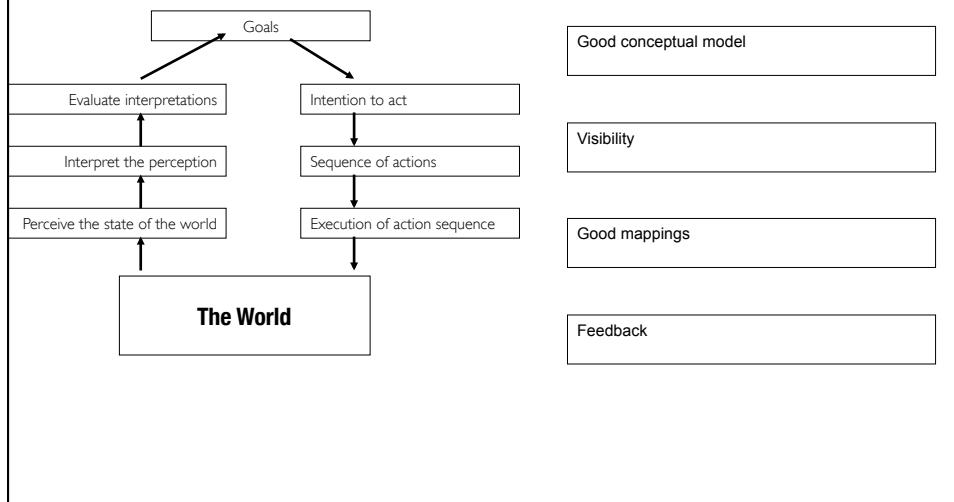 Goals
Evaluate interpretations
Intention to act
Interpret the perception
Sequence of actions
Perceive the state of the world
Execution of action sequence
The World
Good conceptual model
Visibility
Good mappings
Feedback